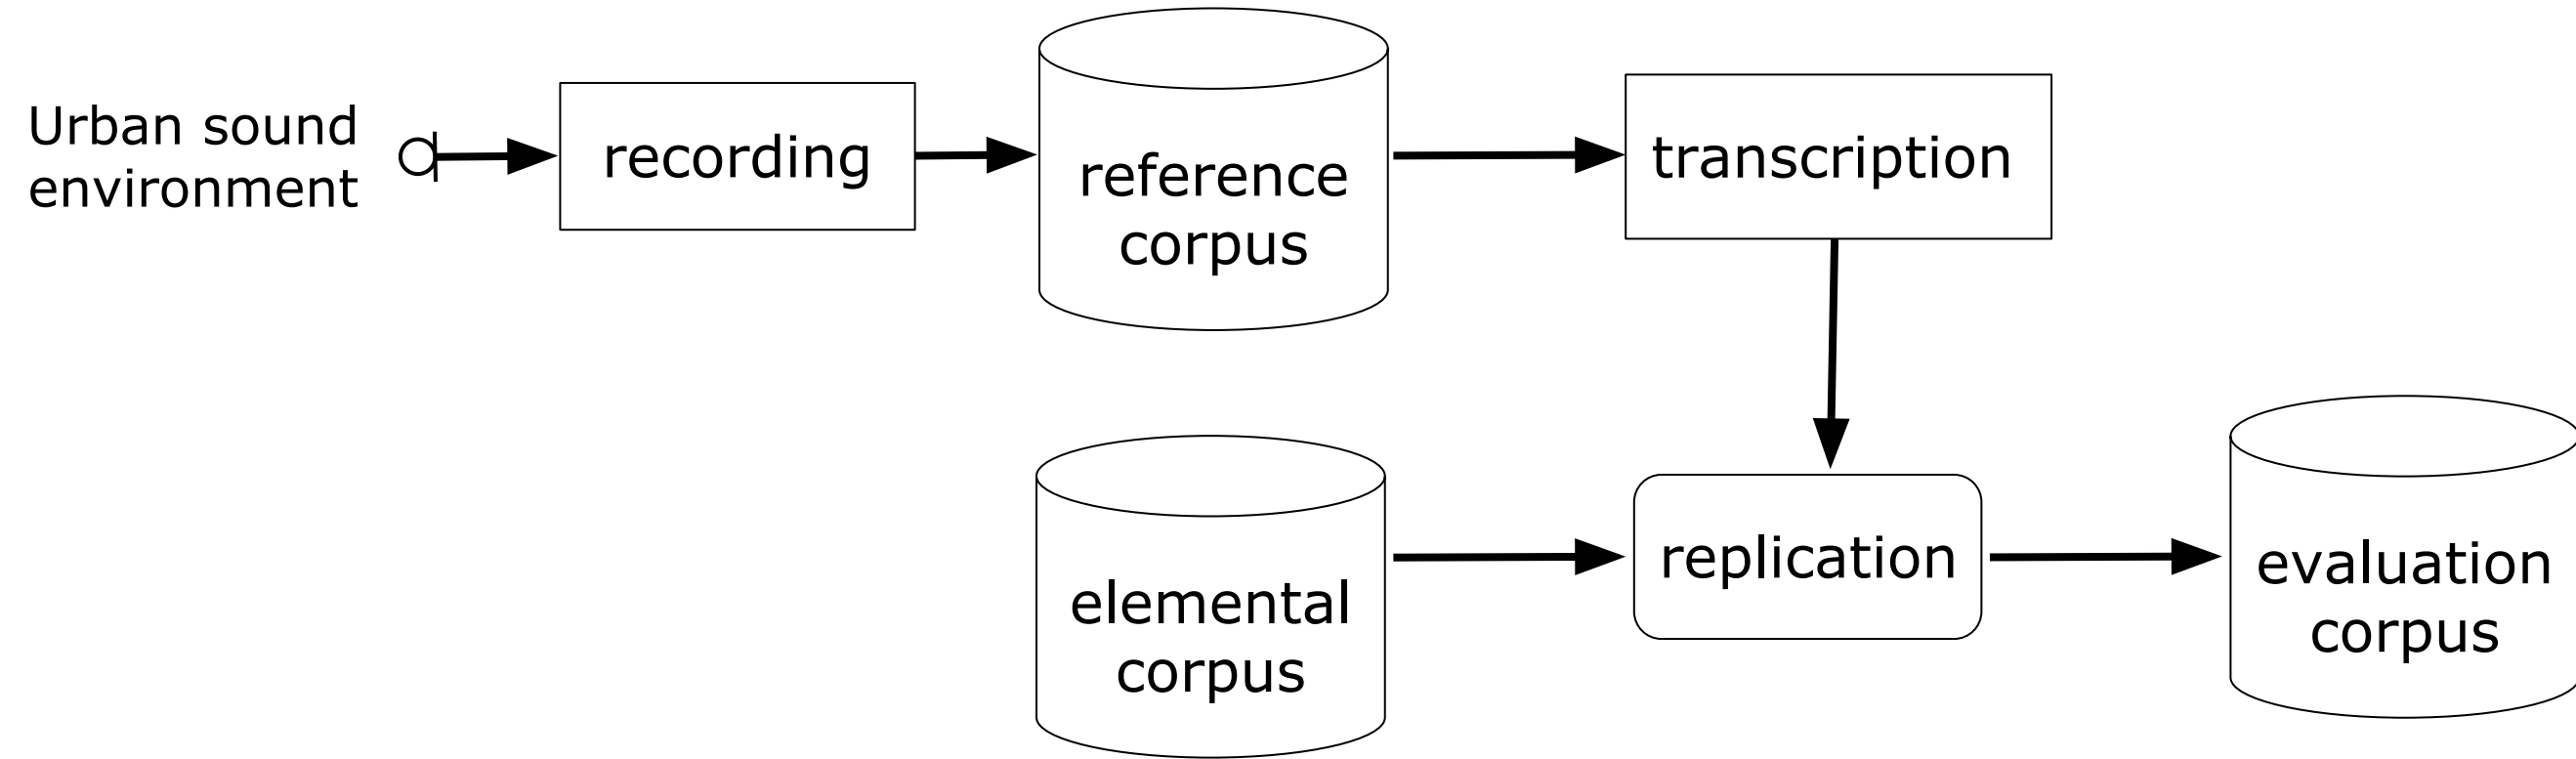 Urban sound
environment
recording
reference
corpus
transcription
elemental
corpus
replication
evaluation
corpus